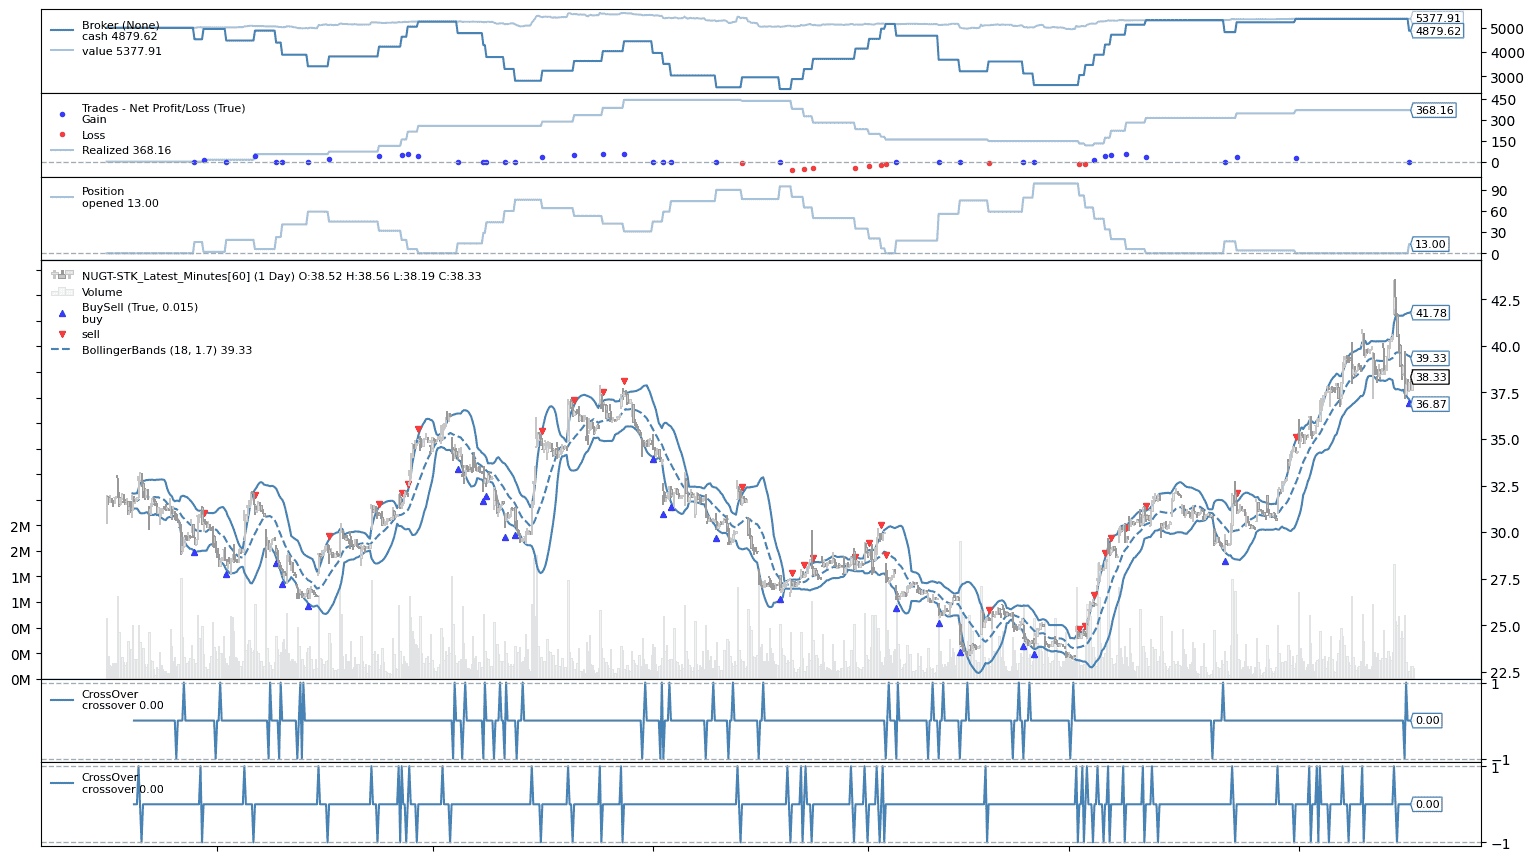 Broker (None)
cash 4879.62
value 5377.91
5377.91
4879.62
5000
4000
3000
Trades - Net Profit/Loss (True)
Gain
Loss
Realized 368.16
368.16
450
300
150
0
Position
opened 13.00
13.00
90
60
30
0
NUGT-STK_Latest_Minutes[60] (1 Day) O:38.52 H:38.56 L:38.19 C:38.33
Volume
BuySell (True, 0.015)
buy
sell
BollingerBands (18, 1.7) 39.33
41.78
39.33
38.33
36.87
42.5
40.0
37.5
35.0
32.5
30.0
27.5
25.0
22.5
2M
2M
1M
1M
0M
0M
0M
CrossOver
crossover 0.00
0.00
1
−1
CrossOver
crossover 0.00
0.00
1
−1